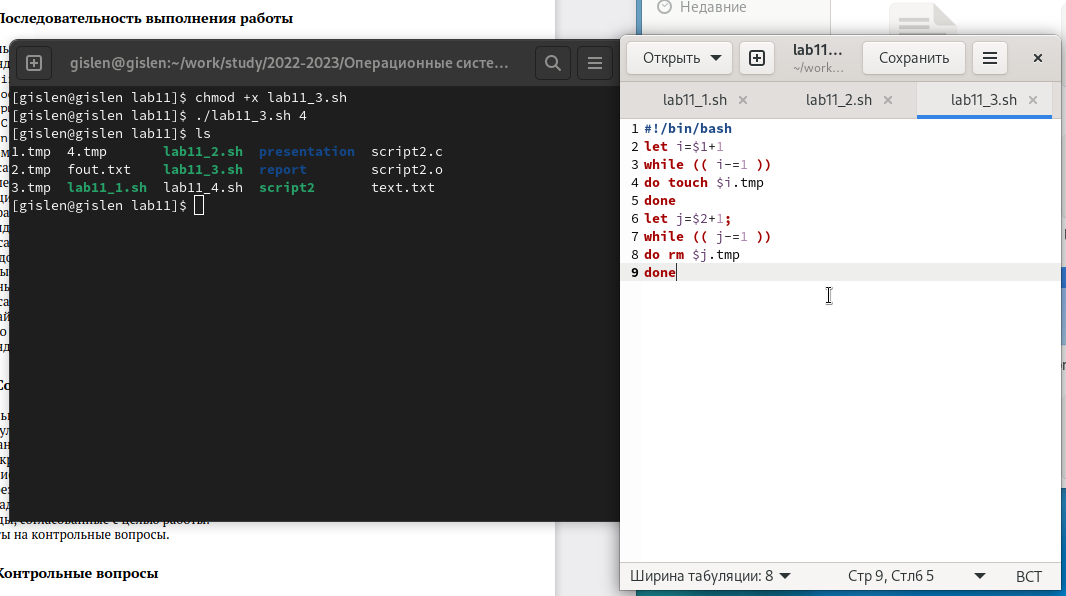 Последовательность выполнения работы
Недавние
gislen@gislen:~/work/study/2022-2023/Операционные систе...
[gislen@gislen lab11]$ chmod +x lab11_3.sh
[gislen@gislen lab11]$ ./lab11_3.sh 4
[gislen@gislen lab11]$ ls
1.tmp 4.tmp lab11_2.sh presentation script2.c
2.tmp fout.txt lab11_3.sh report script2.o
3.tmp lab11_1.sh lab11_4.sh script2 text.txt
[gislen@gislen lab11]$
Открыть
lab11...
~/work...
Сохранить
lab11_1.sh
lab11_2.sh
lab11_3.sh
1 #!/bin/bash
2 let i=$1+1
3 while (( i-=1 ))
4 do touch $i.tmp
5 done
6 let j=$2+1;
7 while (( j-=1 ))
8 do rm $j.tmp
9 done
Ширина табуляции: 8
Стр 9, Стлб 5
ВСТ
на контрольные вопросы.
Контрольные вопросы